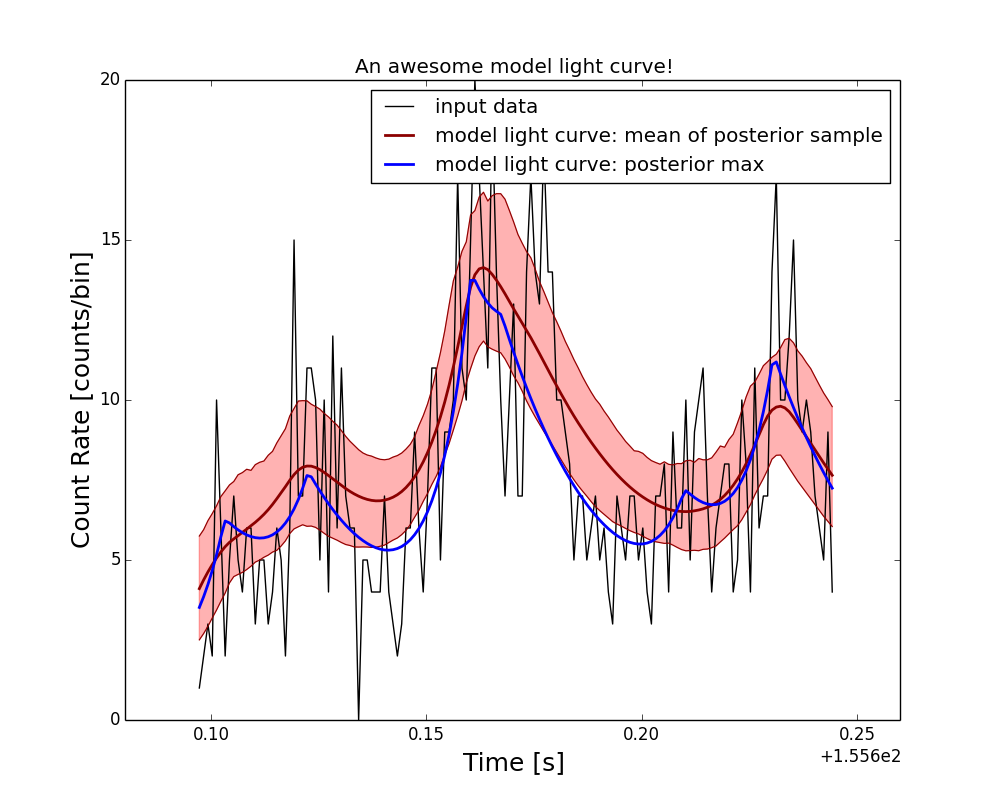 An awesome model light curve!
input data
model light curve: mean of posterior sample
model light curve: posterior max
Count Rate [counts/bin]
20
15
10
5
0
0.10
0.15
0.20
0.25
+1.556e2
Time [s]